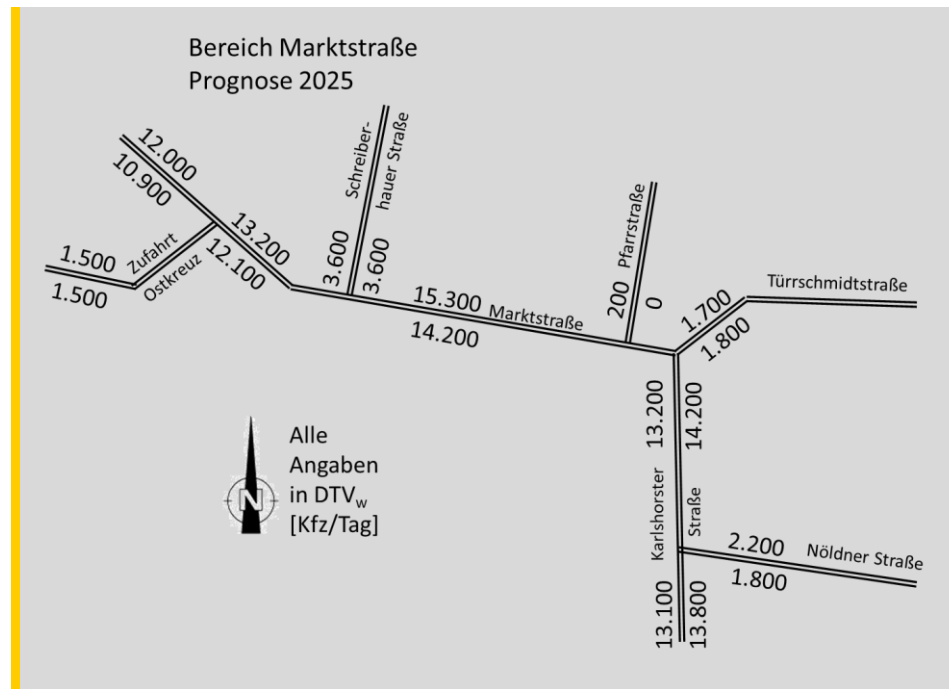 Bereich Marktstraße
Prognose 2025
12.000
10.900
Schreiber-
hauer Straße
13.200
12.100
1.500
1.500
Zufahrt
Ostkreuz
3.600
3.600
Pfarrstraße
200
0
15.300
14.200
Marktstraße
Türrschmidtstraße
1.700
1.800
13.200
14.200
Alle
Angaben
in DTVw
[Kfz/Tag]
N
Karlshorster
Straße
2.200
1.800
Nöldner Straße
13.100
13.800